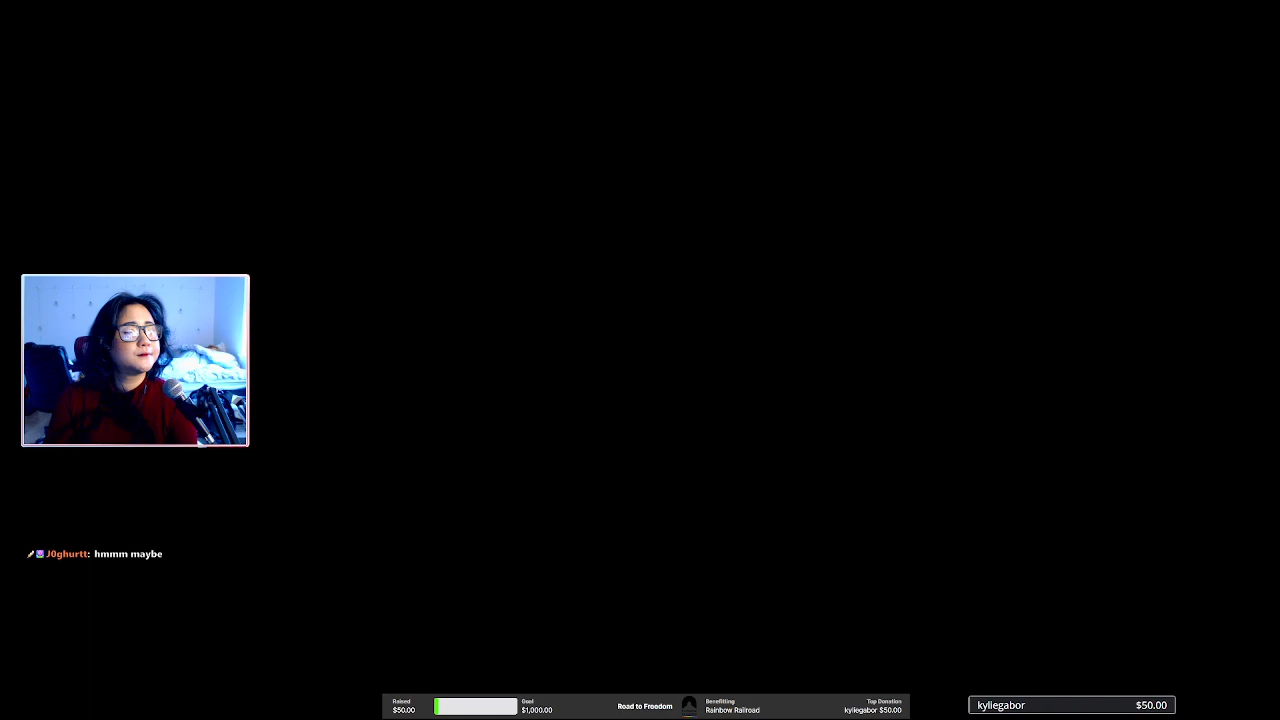 J0ghurtt: hmmm maybe
Raised
$50.00
Goal
$1,000.00
Road to Freedom
Benefitting
Rainbow Railroad
Top Donation
kyliegabor $50.00
kyliegabor $50.00